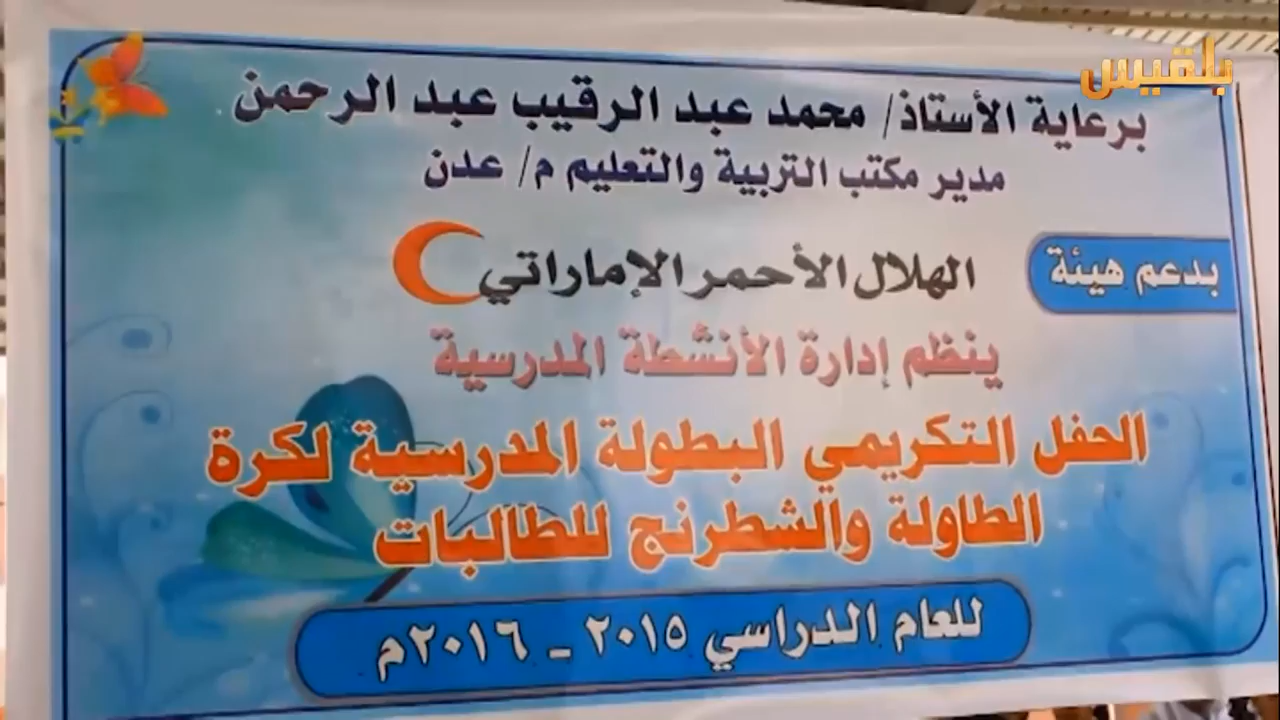 بلقيس
برعاية الأستاذ/ محمد عبد الرقيب عبد الرحمن
مدير مكتب التربية والتعليم م/ عدن
بدعم هيئة الهلال الأحمر الإماراتي
ينظم إدارة الأنشطة المدرسية
الحفل التكريمي البطولة المدرسية لكرة
الطاولة والشطرنج للطالبات
للعام الدراسي ٢٠١٥ - ٢٠١٦م